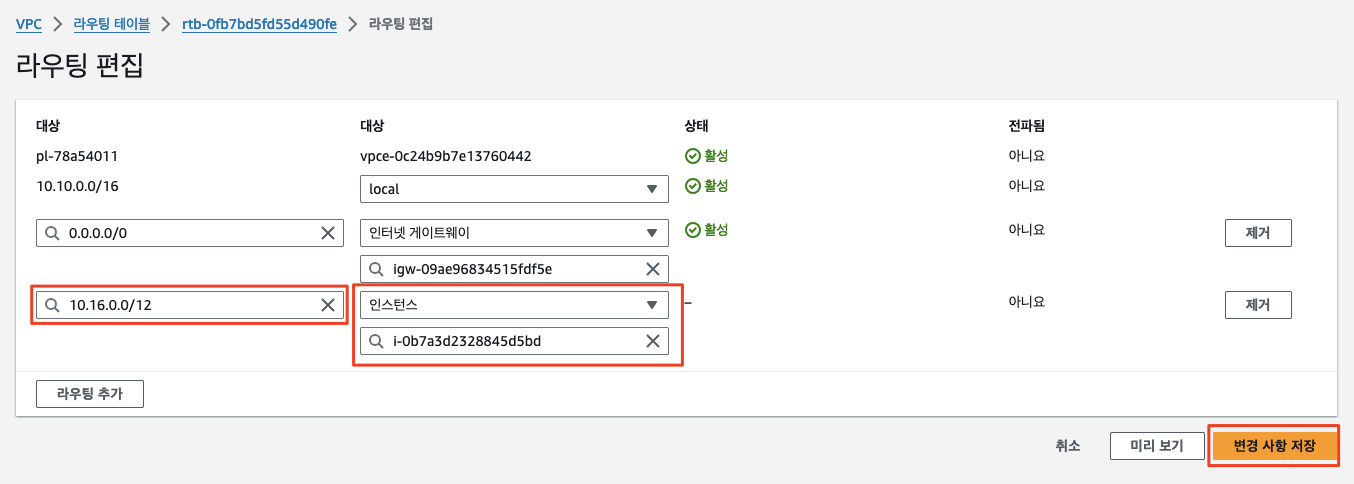 VPC > 라우팅 테이블 > rtb-0fb7bd5fd55d490fe > 라우팅 편집
라우팅 편집
대상 대상 상태 전파됨
pl-78a54011 vpce-0c24b9b7e13760442 활성 아니요
10.10.0.0/16 local 활성 아니요
0.0.0.0/0 인터넷 게이트웨이 활성 아니요 제거
igw-09ae96834515fdf5e
10.16.0.0/12 인스턴스 – 아니요 제거
i-0b7a3d2328845d5bd
라우팅 추가
취소 미리 보기 변경 사항 저장